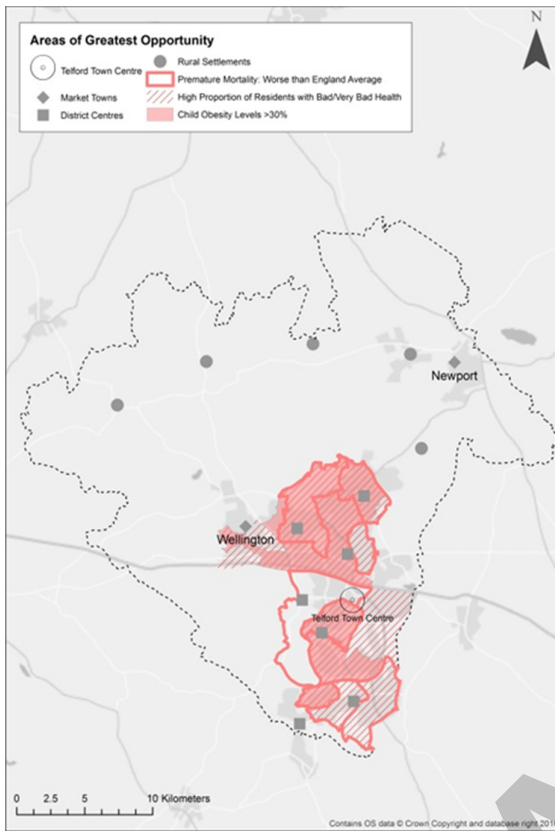 N
Areas of Greatest Opportunity
Telford Town Centre
Market Towns
District Centres
Rural Settlements
Premature Mortality: Worse than England Average
High Proportion of Residents with Bad/Very Bad Health
Child Obesity Levels >30%
Newport
Wellington
Telford Town Centre
0 2.5 5 10 Kilometers
Contains OS data © Crown Copyright and database right